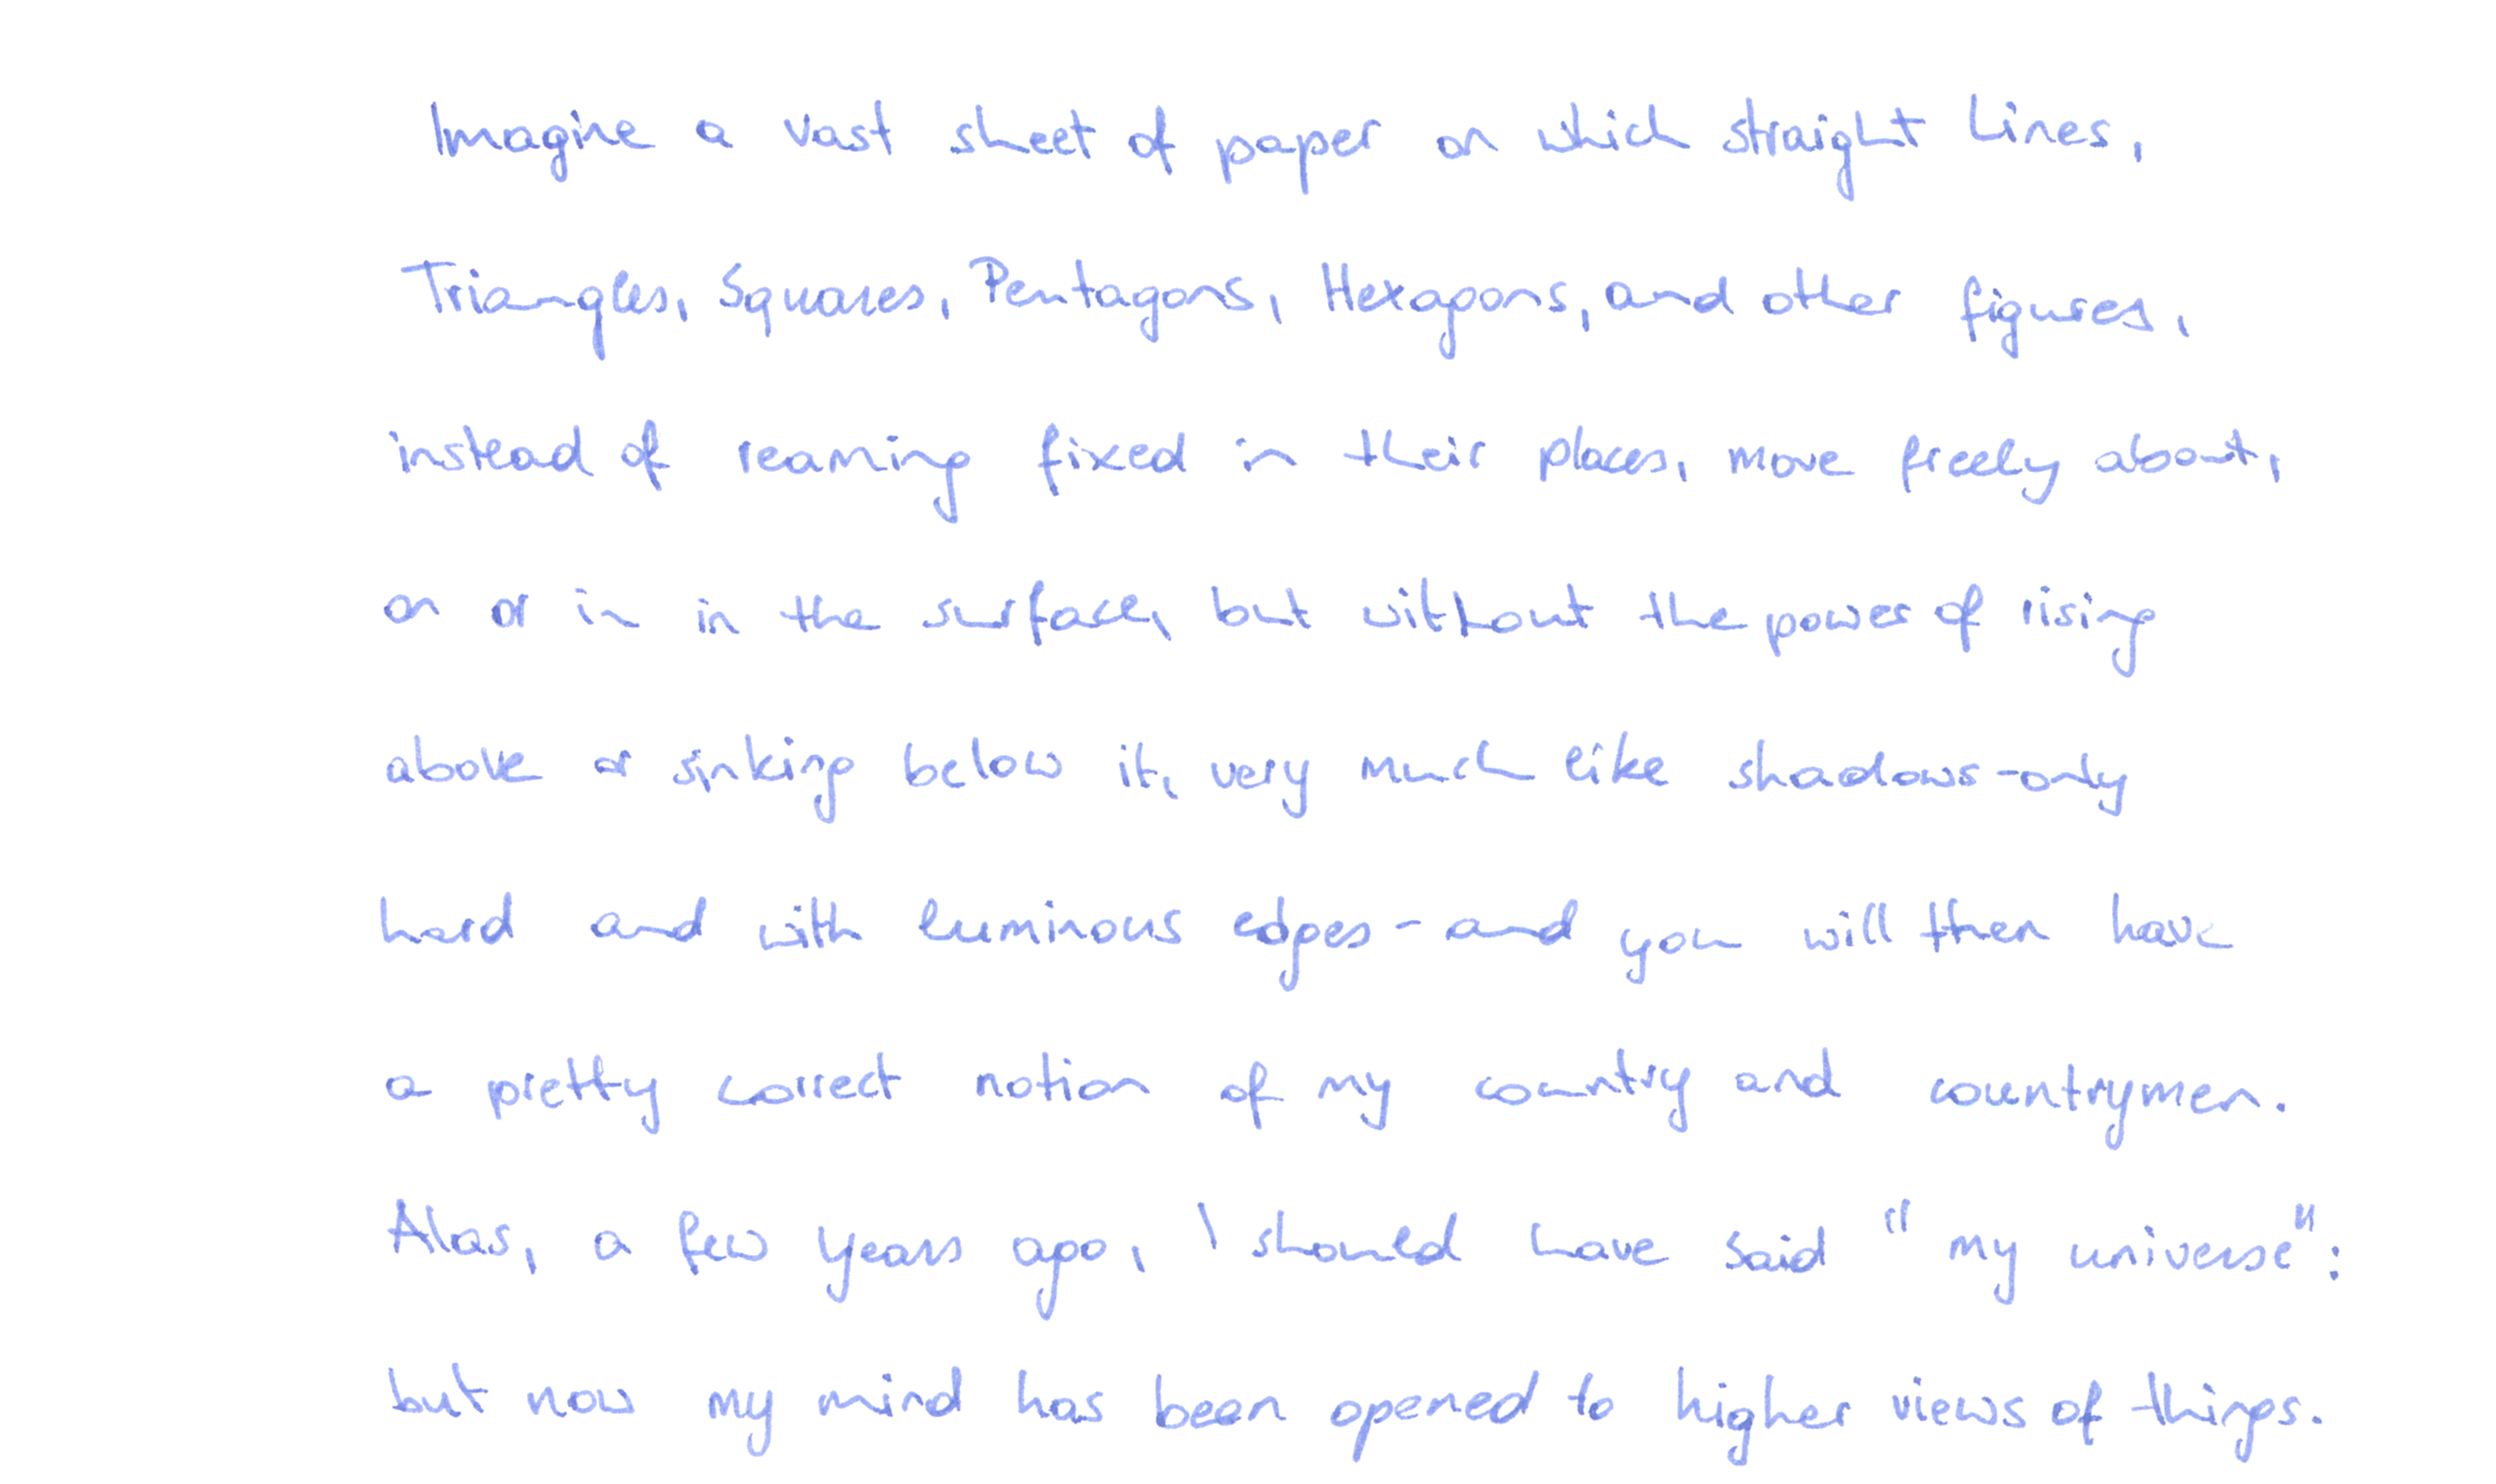 Imagine a vast sheet of paper on which straight Lines,
Triangles, Squares, Pentagons, Hexagons, and other figures,
instead of reaming fixed in their places, move freely about,
on or in in the surface, but without the power of rising
above or sinking below it, very much like shadows - only
hard and with luminous edges - and you will then have
a pretty correct notion of my country and countrymen.
Alas, a few years ago, I should have said "my universe":
but now my mind has been opened to higher views of things.